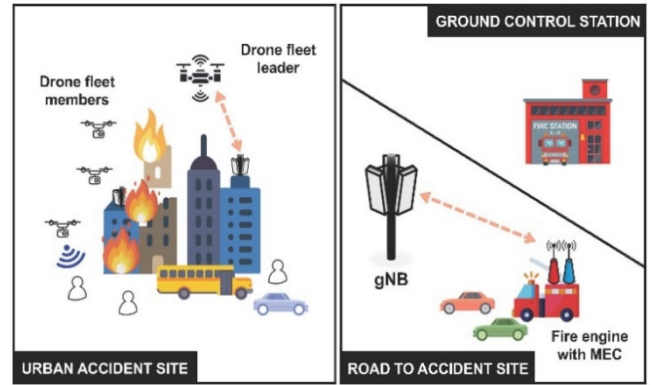 Drone fleet
leader
Drone fleet
members
URBAN ACCIDENT SITE
GROUND CONTROL STATION
FIRE STATION
gNB
Fire engine
with MEC
ROAD TO ACCIDENT SITE